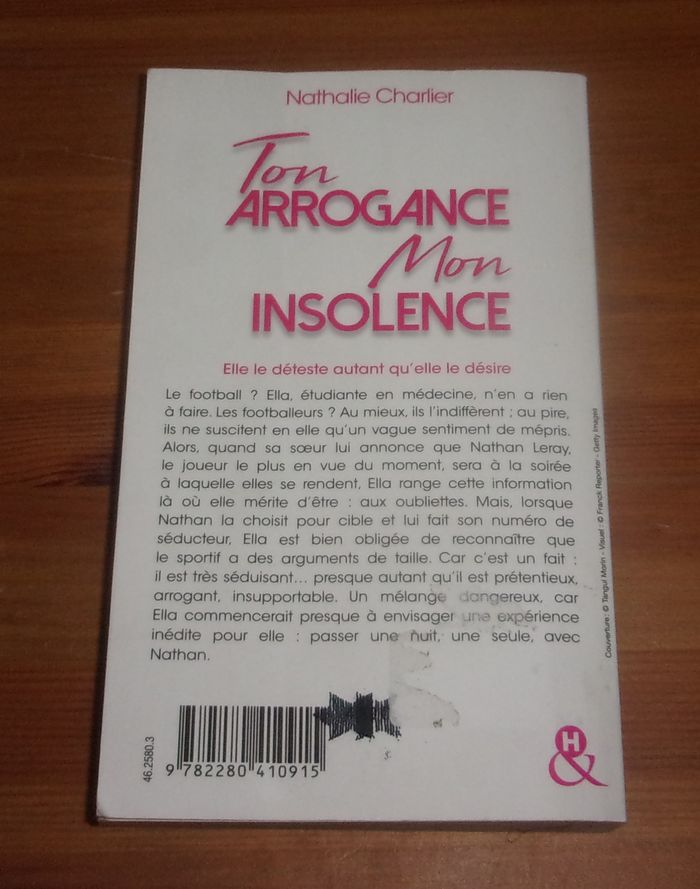 Nathalie Charlier
Ton
ARROGANCE
Mon
INSOLENCE
Elle le déteste autant qu'elle le désire
Le football ? Ella, étudiante en médecine, n'en a rien
à faire. Les footballeurs ? Au mieux, ils l'indiffèrent ; au pire,
ils ne suscitent en elle qu'un vague sentiment de mépris.
Alors, quand sa sœur lui annonce que Nathan Leray,
le joueur le plus en vue du moment, sera à la soirée
à laquelle elles se rendent, Ella range cette information
là où elle mérite d'être : aux oubliettes. Mais, lorsque
Nathan la choisit pour cible et lui fait son numéro de
séducteur, Ella est bien obligée de reconnaître que
le sportif a des arguments de taille. Car c'est un fait :
il est très séduisant... presque autant qu'il est prétentieux,
arrogant, insupportable. Un mélange dangereux, car
Ella commencerait presque à envisager une expérience
inédite pour elle : passer une nuit, une seule, avec
Nathan.
Couverture : © Tangui Morin - Visuel : © Franck Reporter - Getty Images
46.2580.3
9 782280 410915
H
&